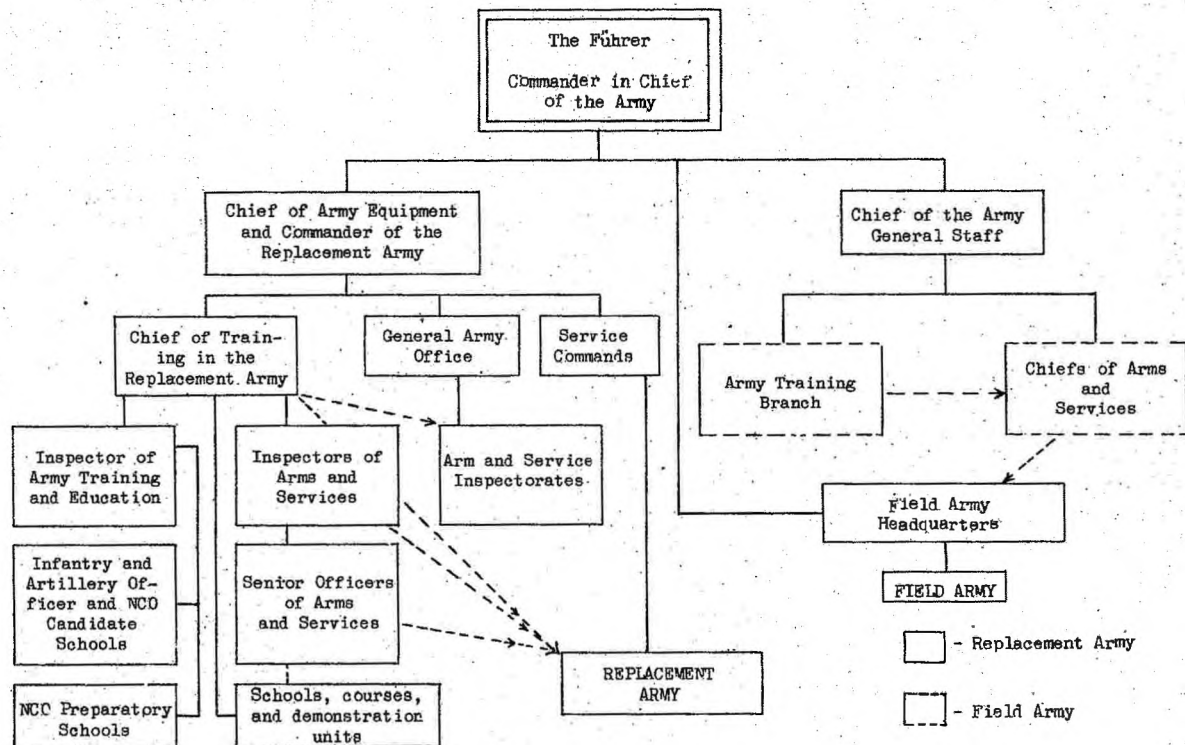 The Führer
Commander in Chief
of the Army
Chief of Army Equipment
and Commander of the
Replacement Army
Chief of the Army
General Staff
Chief of Train-
ing in the
Replacement Army
General Army
Office
Service
Commands
Army Training
Branch
Chiefs of Arms
and
Services
Inspector of
Army Training
and Education
Inspectors of
Arms and
Services
Arm and Service
Inspectorates
Field Army
Headquarters
Infantry and
Artillery Of-
ficer and NCO
Candidate
Schools
Senior Officers
of Arms
and Services
FIELD ARMY
REPLACEMENT
ARMY
NCO Preparatory
Schools
Schools, courses,
and demonstration
units
- Replacement Army
- Field Army